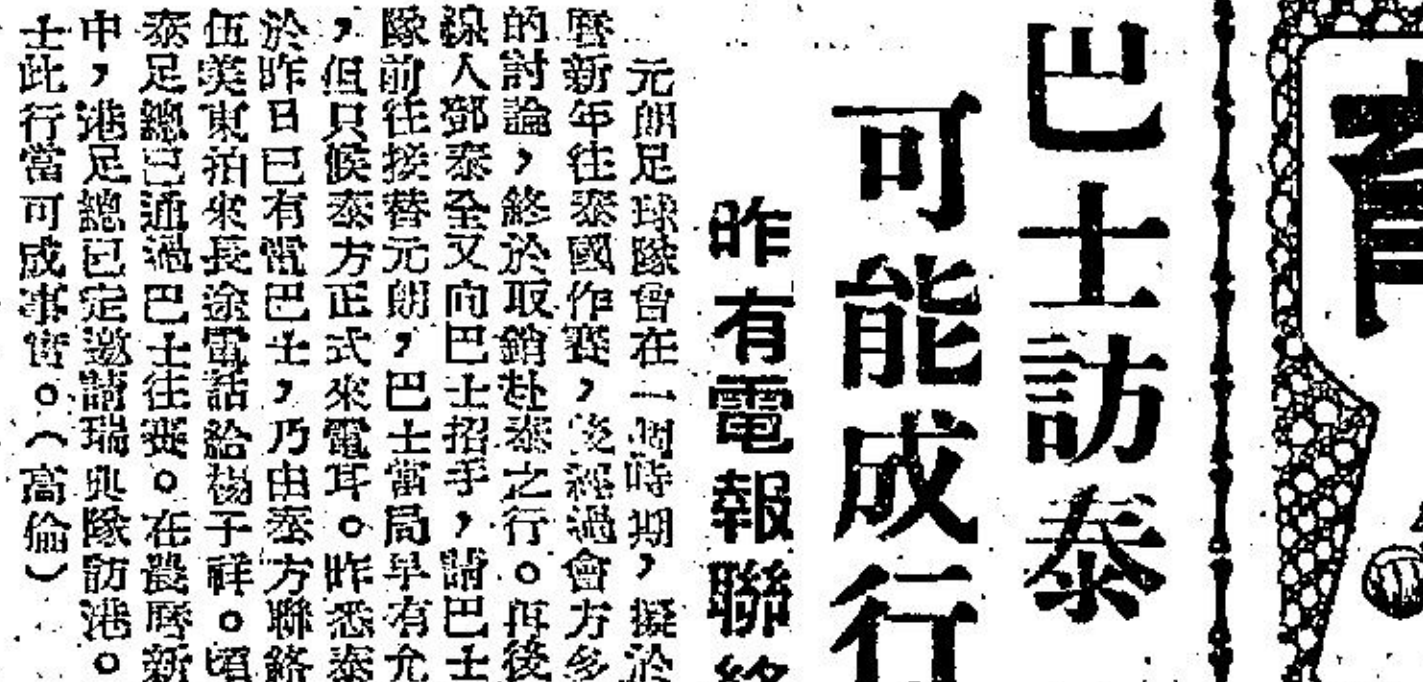 巴士訪泰
可能成行
昨有電報聯絡
元朗足球隊曾在一個時期，擬於
曆新年往泰國作賽，後經過會方多
的討論，終於取銷赴泰之行。再後
線人鄧泰全又向巴士招手，請巴士
隊前往接替元朗，巴士當局早有允
，但只候泰方正式來電耳。昨悉泰
於昨日已有電巴士，乃由泰方聯絡
伍美東拍來長途電話給楊子祥。頃
泰足總已通過巴士往賽。在農曆新
中，港足總已定邀請瑞典隊訪港。
士此行當可成事實。（高倫）